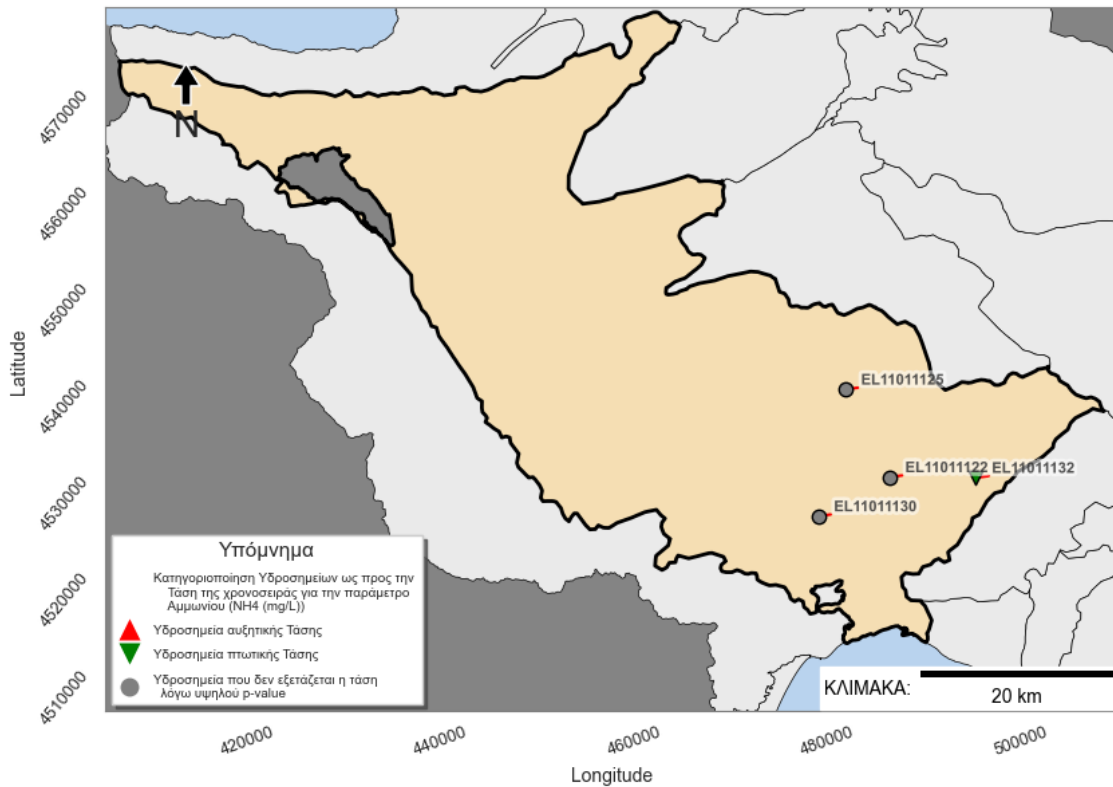 N
4570000
4560000
4550000
4540000
4530000
4520000
4510000
Latitude
EL11011125
EL11011122
EL11011132
EL11011130
Υπόμνημα
Κατηγοριοποίηση Υδροσημείων ως προς την
Τάση της χρονοσειράς για την παράμετρο
Αμμωνίου (NH4 (mg/L))
Υδροσημεία αυξητικής Τάσης
Υδροσημεία πτωτικής Τάσης
Υδροσημεία που δεν εξετάζεται η τάση
λόγω υψηλού p-value
ΚΛΙΜΑΚΑ:
20 km
420000
440000
460000
480000
500000
Longitude